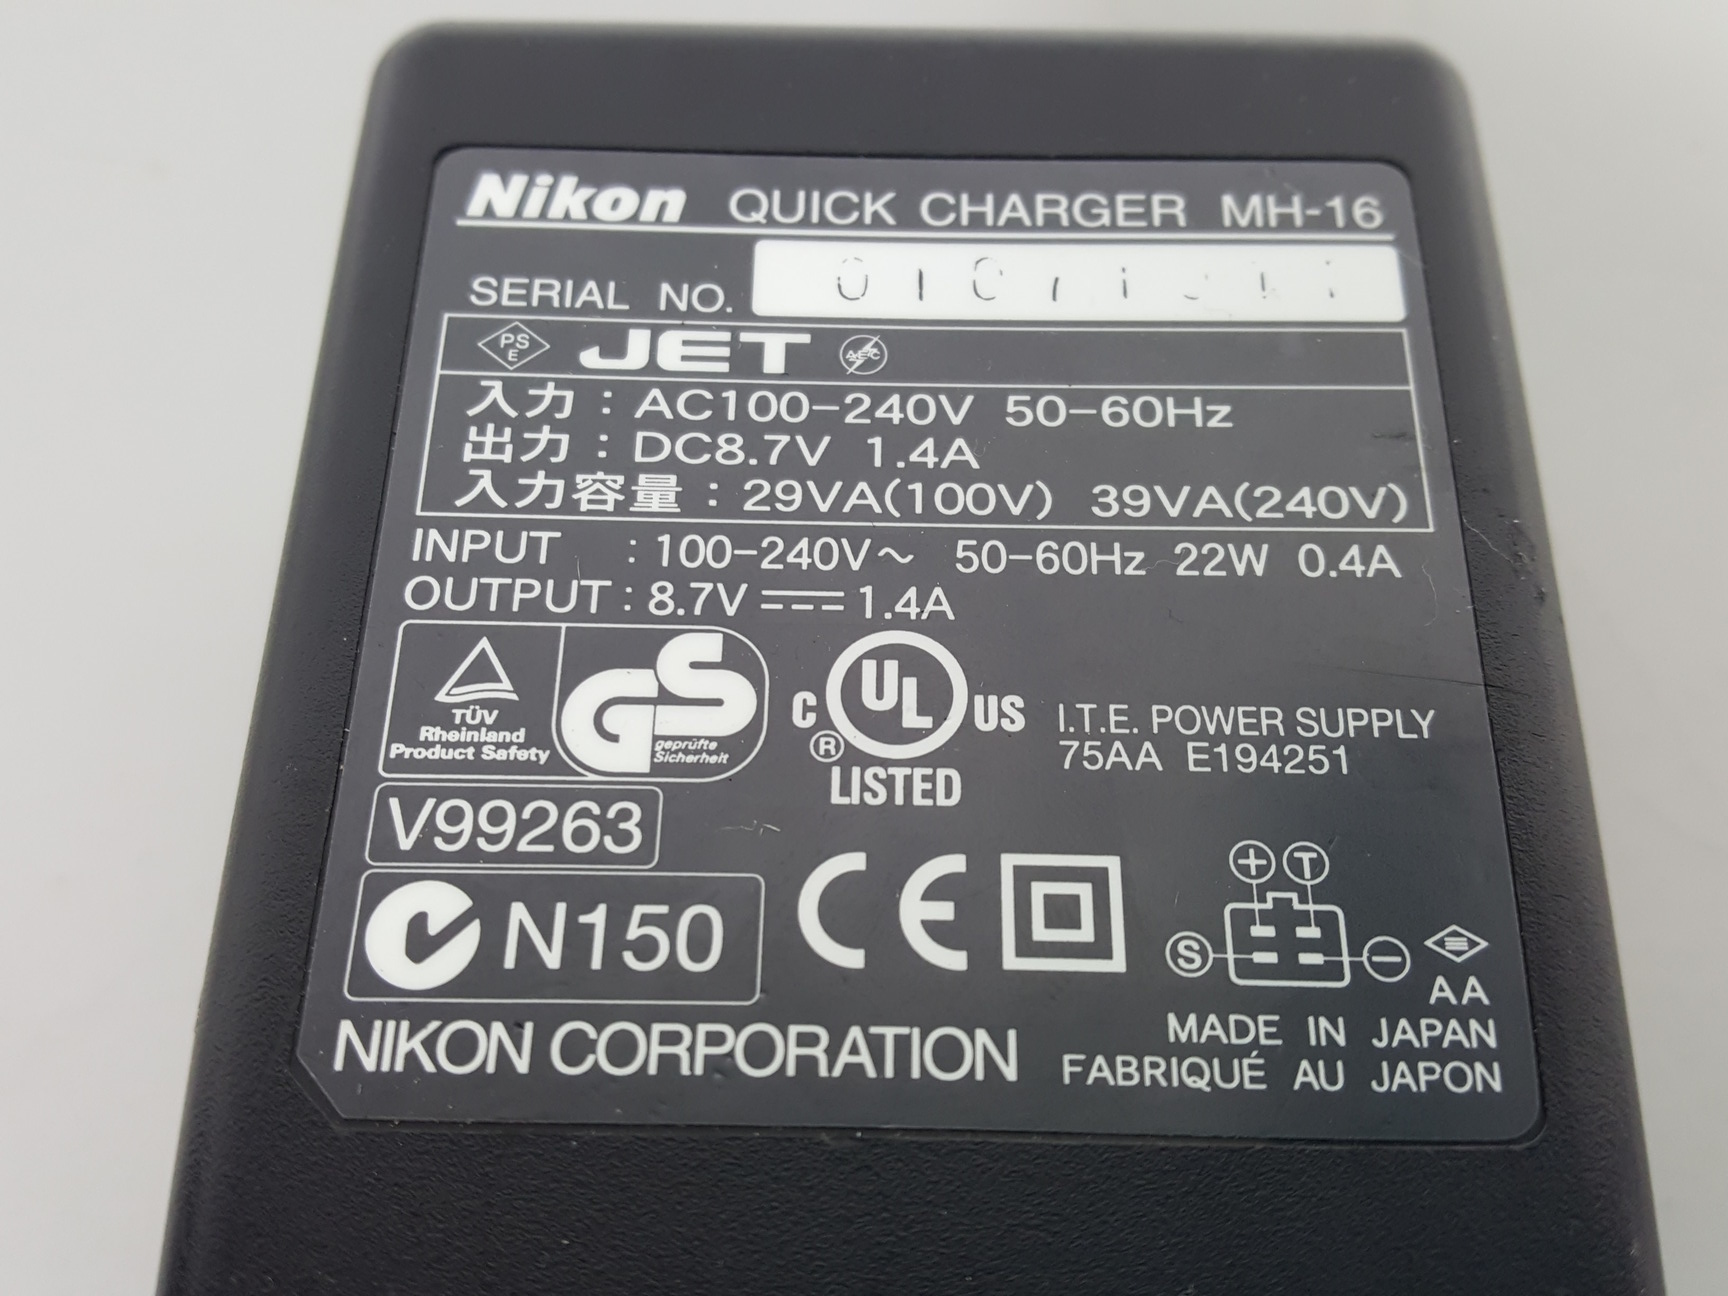 Nikon QUICK CHARGER MH-16
SERIAL NO.
PS E JET AEC
入力：AC100-240V 50-60Hz
出力：DC8.7V 1.4A
入力容量：29VA(100V) 39VA(240V)
INPUT : 100-240V～ 50-60Hz 22W 0.4A
OUTPUT : 8.7V ⎓ 1.4A
TÜV
Rheinland
Product Safety
GS
geprüfte
Sicherheit
C UL US
®
LISTED
I.T.E. POWER SUPPLY
75AA E194251
V99263
N150
CE
+ T
S −
AA
NIKON CORPORATION
MADE IN JAPAN
FABRIQUÉ AU JAPON